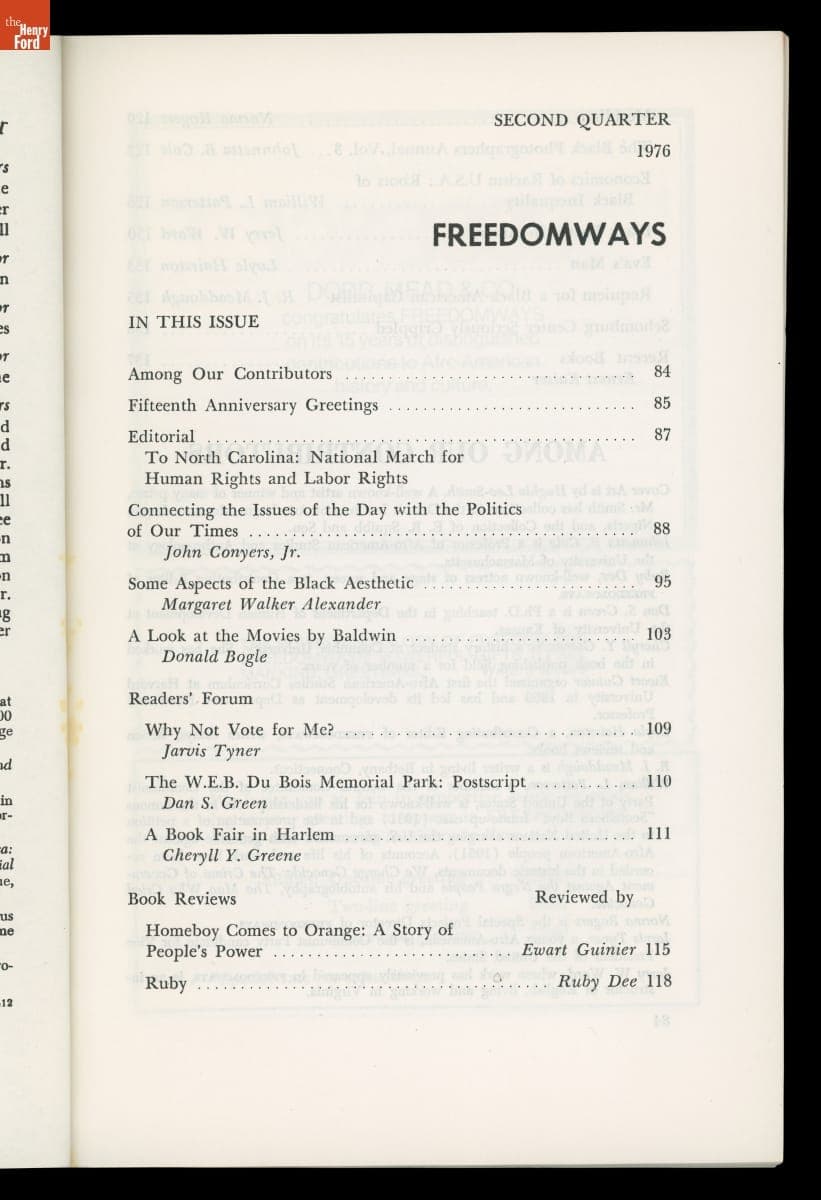 the
Henry
Ford
SECOND QUARTER
1976
FREEDOMWAYS
IN THIS ISSUE
Among Our Contributors ............................ 84
Fifteenth Anniversary Greetings ............................ 85
Editorial ............................ 87
To North Carolina: National March for
Human Rights and Labor Rights
Connecting the Issues of the Day with the Politics
of Our Times ............................ 88
John Conyers, Jr.
Some Aspects of the Black Aesthetic ............................ 95
Margaret Walker Alexander
A Look at the Movies by Baldwin ............................ 103
Donald Bogle
Readers' Forum
Why Not Vote for Me? ............................ 109
Jarvis Tyner
The W.E.B. Du Bois Memorial Park: Postscript ............ 110
Dan S. Green
A Book Fair in Harlem ............................ 111
Cheryll Y. Greene
Book Reviews Reviewed by
Homeboy Comes to Orange: A Story of
People's Power ........................ Ewart Guinier 115
Ruby ........................................ Ruby Dee 118